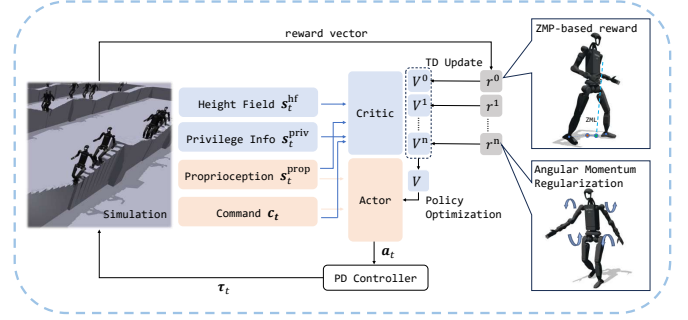 reward vector
ZMP-based reward
TD Update
V⁰
r⁰
Height Field s_t^hf
V¹
r¹
Critic
Privilege Info s_t^priv
Vⁿ
rⁿ
ZML
Proprioception s_t^prop
V
Angular Momentum
Regularization
Actor
Policy
Optimization
Simulation
Command c_t
a_t
PD Controller
τ_t